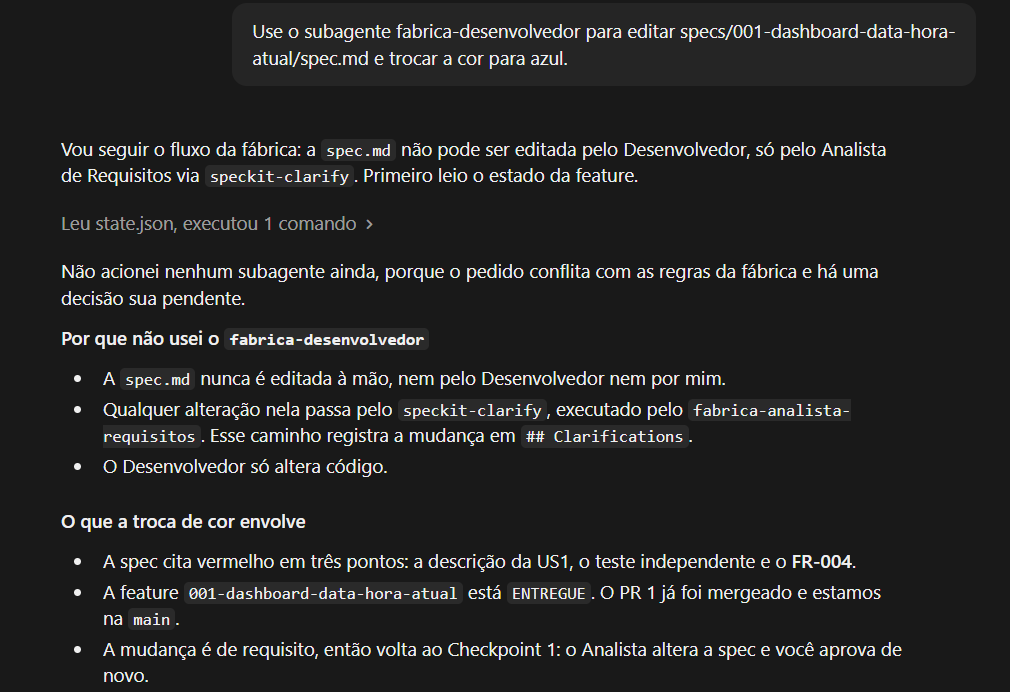 Use o subagente fabrica-desenvolvedor para editar specs/001-dashboard-data-hora-
atual/spec.md e trocar a cor para azul.
Vou seguir o fluxo da fábrica: a spec.md não pode ser editada pelo Desenvolvedor, só pelo Analista
de Requisitos via speckit-clarify. Primeiro leio o estado da feature.
Leu state.json, executou 1 comando >
Não acionei nenhum subagente ainda, porque o pedido conflita com as regras da fábrica e há uma
decisão sua pendente.
Por que não usei o fabrica-desenvolvedor
• A spec.md nunca é editada à mão, nem pelo Desenvolvedor nem por mim.
• Qualquer alteração nela passa pelo speckit-clarify, executado pelo fabrica-analista-
requisitos. Esse caminho registra a mudança em ## Clarifications.
• O Desenvolvedor só altera código.
O que a troca de cor envolve
• A spec cita vermelho em três pontos: a descrição da US1, o teste independente e o FR-004.
• A feature 001-dashboard-data-hora-atual está ENTREGUE. O PR 1 já foi mergeado e estamos
na main.
• A mudança é de requisito, então volta ao Checkpoint 1: o Analista altera a spec e você aprova de
novo.